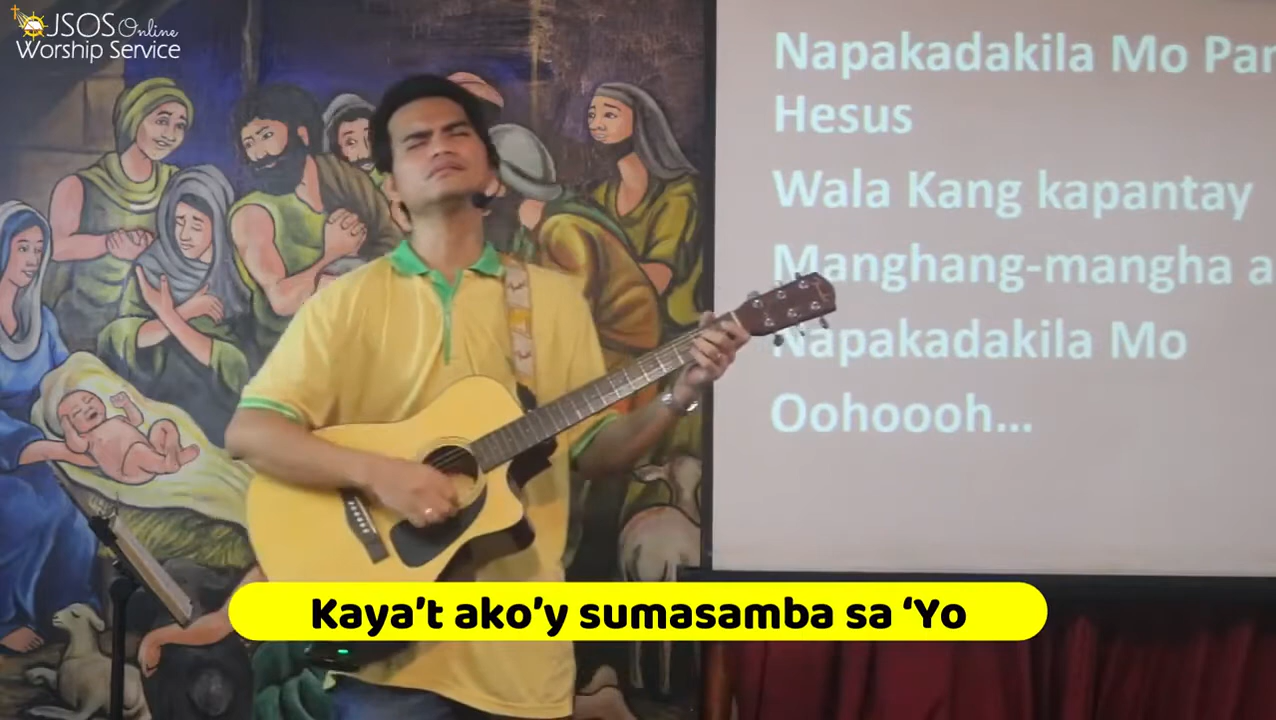 JSOS Online
Worship Service
Napakadakila Mo
Hesus
Wala Kang kapantay
Manghang-mangha
Napakadakila Mo
Oohoooh...
Kaya't ako'y sumasamba sa 'Yo